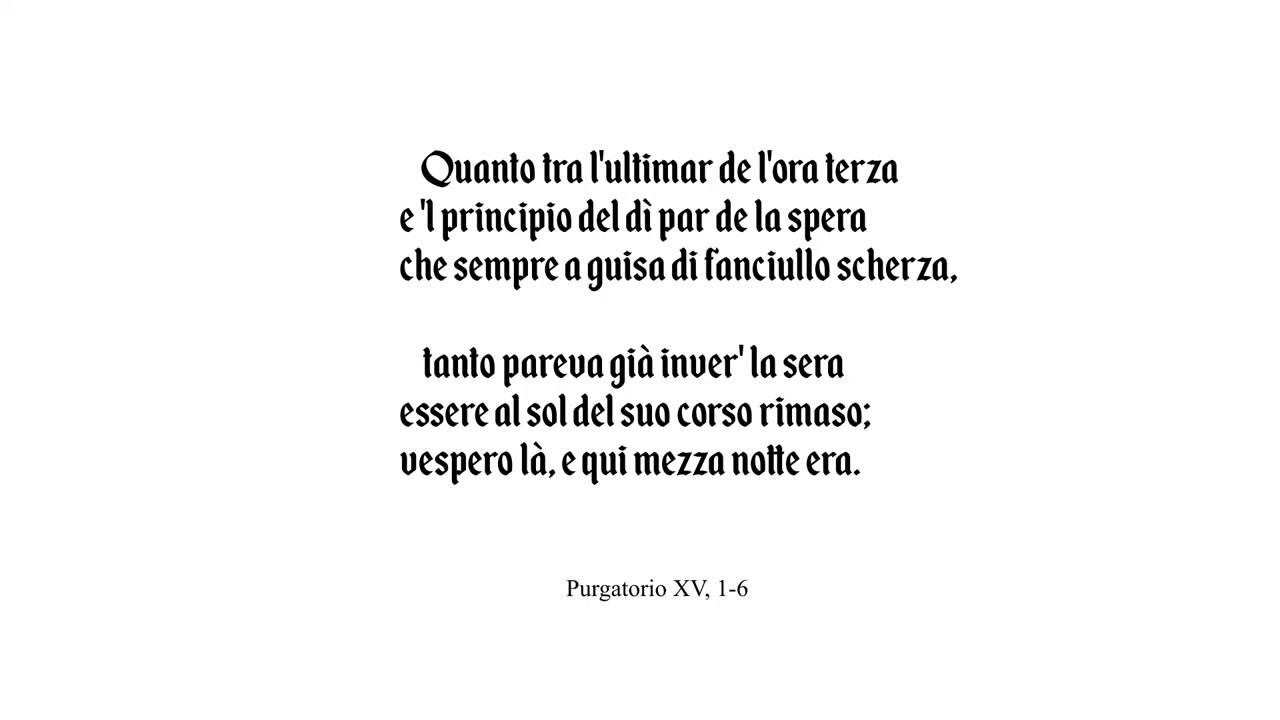 Quanto tra l'ultimar de l'ora terza
e 'l principio del dì par de la spera
che sempre a guisa di fanciullo scherza,
tanto pareva già inver' la sera
essere al sol del suo corso rimaso;
vespero là, e qui mezza notte era.
Purgatorio XV, 1-6